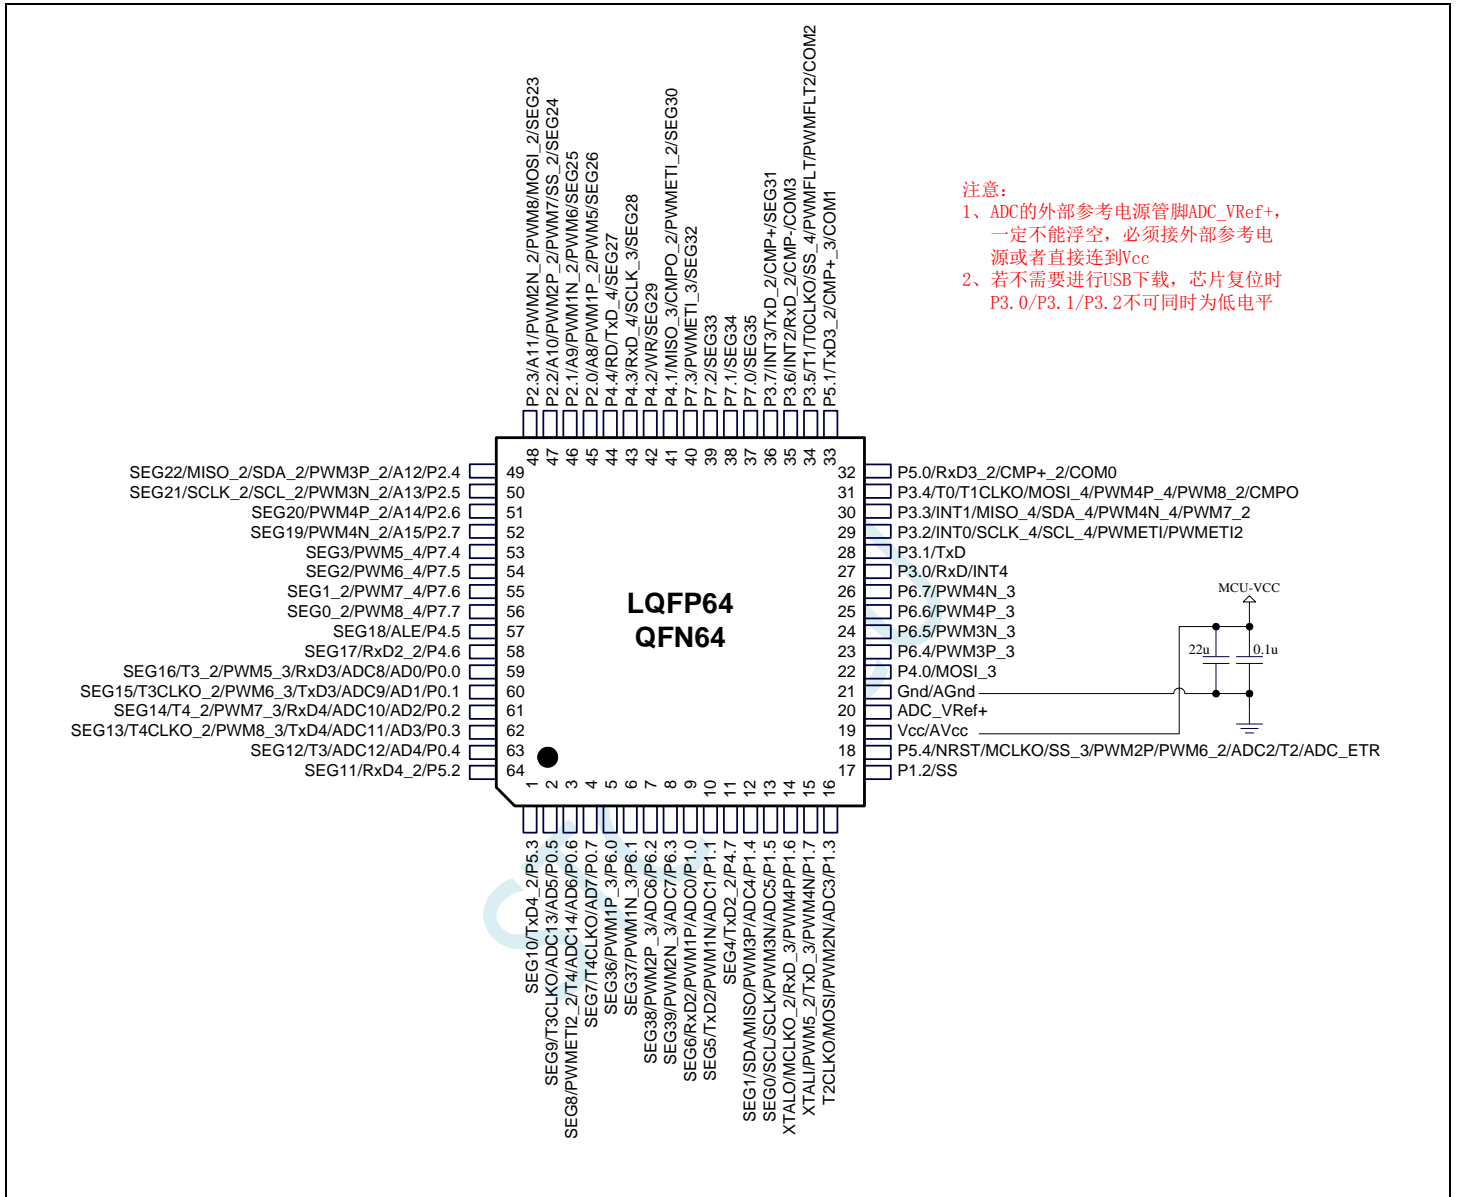 P2.3/A11/PWM2N_2/PWM8/MOSI_2/SEG23
P2.2/A10/PWM2P_2/PWM7/SS_2/SEG24
P2.1/A9/PWM1N_2/PWM6/SEG25
P2.0/A8/PWM1P_2/PWM5/SEG26
P4.4/RD/TxD_4/SEG27
P4.3/RxD_4/SCLK_3/SEG28
P4.2/WR/SEG29
P4.1/MISO_3/CMPO_2/PWMETI_2/SEG30
P7.3/PWMETI_3/SEG32
P7.2/SEG33
P7.1/SEG34
P7.0/SEG35
P3.7/INT3/TxD_2/CMP+/SEG31
P3.6/INT2/RxD_2/CMP-/COM3
P3.5/T1/T0CLKO/SS_4/PWMFLT/PWMFLT2/COM2
P5.1/TxD3_2/CMP+_3/COM1
注意：
1、ADC的外部参考电源管脚ADC_VRef+，
一定不能浮空，必须接外部参考电
源或者直接连到Vcc
2、若不需要进行USB下载，芯片复位时
P3.0/P3.1/P3.2不可同时为低电平
48 47 46 45 44 43 42 41 40 39 38 37 36 35 34 33
SEG22/MISO_2/SDA_2/PWM3P_2/A12/P2.4 49
SEG21/SCLK_2/SCL_2/PWM3N_2/A13/P2.5 50
SEG20/PWM4P_2/A14/P2.6 51
SEG19/PWM4N_2/A15/P2.7 52
SEG3/PWM5_4/P7.4 53
SEG2/PWM6_4/P7.5 54
SEG1_2/PWM7_4/P7.6 55
SEG0_2/PWM8_4/P7.7 56
SEG18/ALE/P4.5 57
SEG17/RxD2_2/P4.6 58
SEG16/T3_2/PWM5_3/RxD3/ADC8/AD0/P0.0 59
SEG15/T3CLKO_2/PWM6_3/TxD3/ADC9/AD1/P0.1 60
SEG14/T4_2/PWM7_3/RxD4/ADC10/AD2/P0.2 61
SEG13/T4CLKO_2/PWM8_3/TxD4/ADC11/AD3/P0.3 62
SEG12/T3/ADC12/AD4/P0.4 63
SEG11/RxD4_2/P5.2 64
LQFP64
QFN64
32 P5.0/RxD3_2/CMP+_2/COM0
31 P3.4/T0/T1CLKO/MOSI_4/PWM4P_4/PWM8_2/CMPO
30 P3.3/INT1/MISO_4/SDA_4/PWM4N_4/PWM7_2
29 P3.2/INT0/SCLK_4/SCL_4/PWMETI/PWMETI2
28 P3.1/TxD
27 P3.0/RxD/INT4
26 P6.7/PWM4N_3
25 P6.6/PWM4P_3
24 P6.5/PWM3N_3
23 P6.4/PWM3P_3
22 P4.0/MOSI_3
21 Gnd/AGnd
20 ADC_VRef+
19 Vcc/AVcc
18 P5.4/NRST/MCLKO/SS_3/PWM2P/PWM6_2/ADC2/T2/ADC_ETR
17 P1.2/SS
MCU-VCC
22u
0.1u
1 2 3 4 5 6 7 8 9 10 11 12 13 14 15 16
SEG10/TxD4_2/P5.3
SEG9/T3CLKO/ADC13/AD5/P0.5
SEG8/PWMETI2_2/T4/ADC14/AD6/P0.6
SEG7/T4CLKO/AD7/P0.7
SEG36/PWM1P_3/P6.0
SEG37/PWM1N_3/P6.1
SEG38/PWM2P_3/ADC6/P6.2
SEG39/PWM2N_3/ADC7/P6.3
SEG6/RxD2/PWM1P/ADC0/P1.0
SEG5/TxD2/PWM1N/ADC1/P1.1
SEG4/TxD2_2/P4.7
SEG1/SDA/MISO/PWM3P/ADC4/P1.4
SEG0/SCL/SCLK/PWM3N/ADC5/P1.5
XTALO/MCLKO_2/RxD_3/PWM4P/P1.6
XTALI/PWM5_2/TxD_3/PWM4N/P1.7
T2CLKO/MOSI/PWM2N/ADC3/P1.3